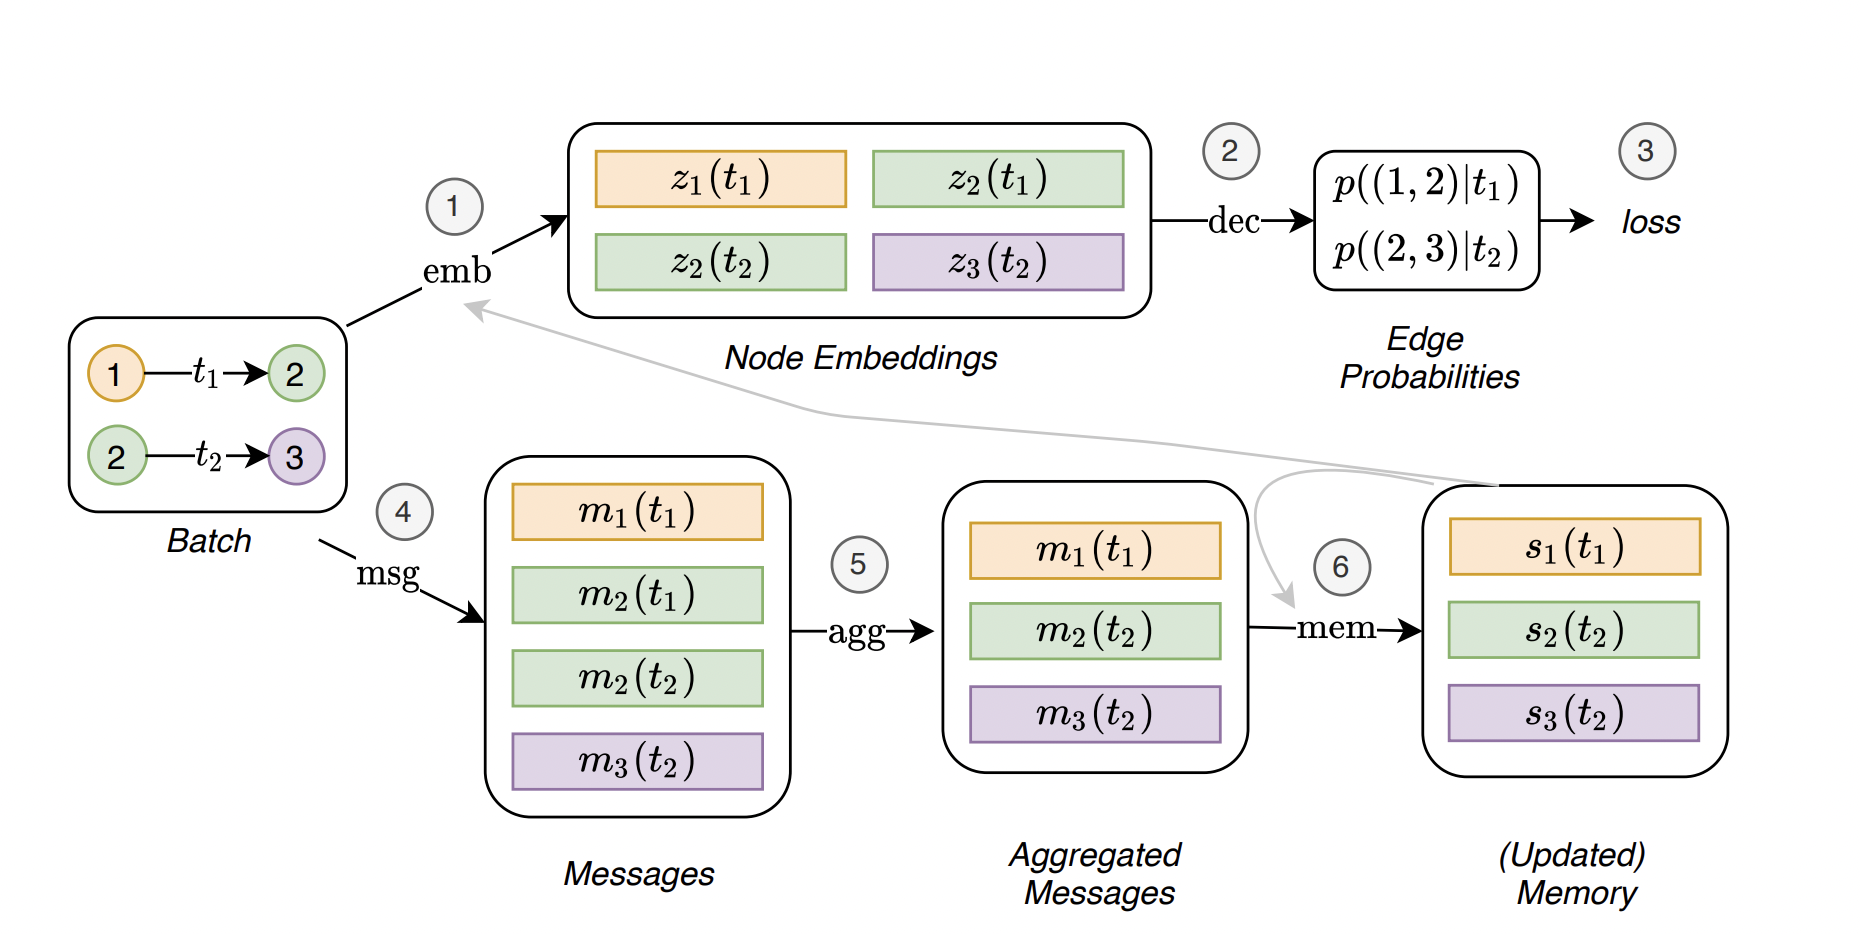 1
emb
z₁(t₁)
z₂(t₁)
z₂(t₂)
z₃(t₂)
Node Embeddings
2
dec
p((1, 2)|t₁)
p((2, 3)|t₂)
Edge
Probabilities
3
loss
1 t₁ 2
2 t₂ 3
Batch
4
msg
m₁(t₁)
m₂(t₁)
m₂(t₂)
m₃(t₂)
Messages
5
agg
m₁(t₁)
m₂(t₂)
m₃(t₂)
Aggregated
Messages
6
mem
s₁(t₁)
s₂(t₂)
s₃(t₂)
(Updated)
Memory